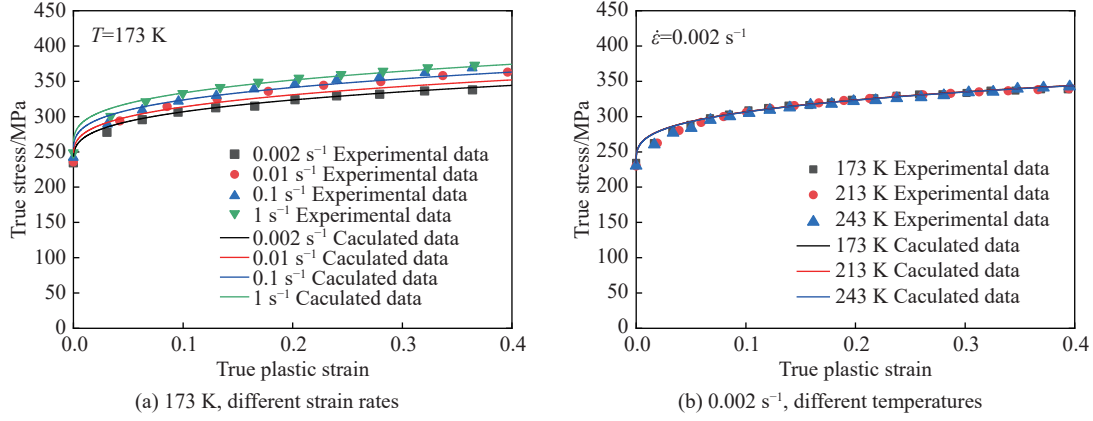 450
400
350
300
250
200
150
100
50
0
True stress/MPa
T=173 K
0.002 s⁻¹ Experimental data
0.01 s⁻¹ Experimental data
0.1 s⁻¹ Experimental data
1 s⁻¹ Experimental data
0.002 s⁻¹ Caculated data
0.01 s⁻¹ Caculated data
0.1 s⁻¹ Caculated data
1 s⁻¹ Caculated data
0.0 0.1 0.2 0.3 0.4
True plastic strain
(a) 173 K, different strain rates
450
400
350
300
250
200
150
100
50
0
True stress/MPa
ε̇=0.002 s⁻¹
173 K Experimental data
213 K Experimental data
243 K Experimental data
173 K Caculated data
213 K Caculated data
243 K Caculated data
0.0 0.1 0.2 0.3 0.4
True plastic strain
(b) 0.002 s⁻¹, different temperatures